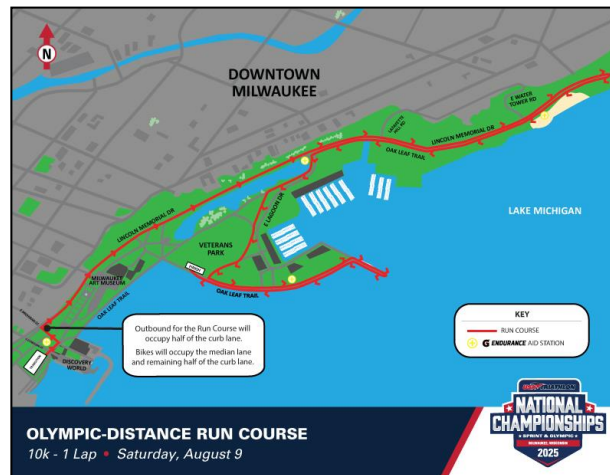 N
DOWNTOWN
MILWAUKEE
E WATER
TOWER RD
LAFAYETTE
HILL RD
LINCOLN MEMORIAL DR
OAK LEAF TRAIL
LINCOLN MEMORIAL DR
E LAGOON DR
LAKE MICHIGAN
VETERANS
PARK
MILWAUKEE
ART MUSEUM
OAK LEAF TRAIL
OAK LEAF TRAIL
DISCOVERY
WORLD
Outbound for the Run Course will
occupy half of the curb lane.
Bikes will occupy the median lane
and remaining half of the curb lane.
KEY
RUN COURSE
G ENDURANCE AID STATION
OLYMPIC-DISTANCE RUN COURSE
10k - 1 Lap • Saturday, August 9
USA TRIATHLON
NATIONAL
CHAMPIONSHIPS
SPRINT & OLYMPIC
MILWAUKEE, WISCONSIN
2025